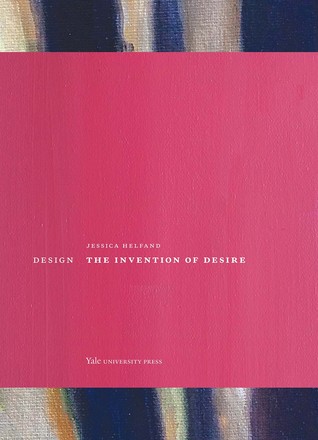 JESSICA HELFAND
DESIGN THE INVENTION OF DESIRE
Yale UNIVERSITY PRESS